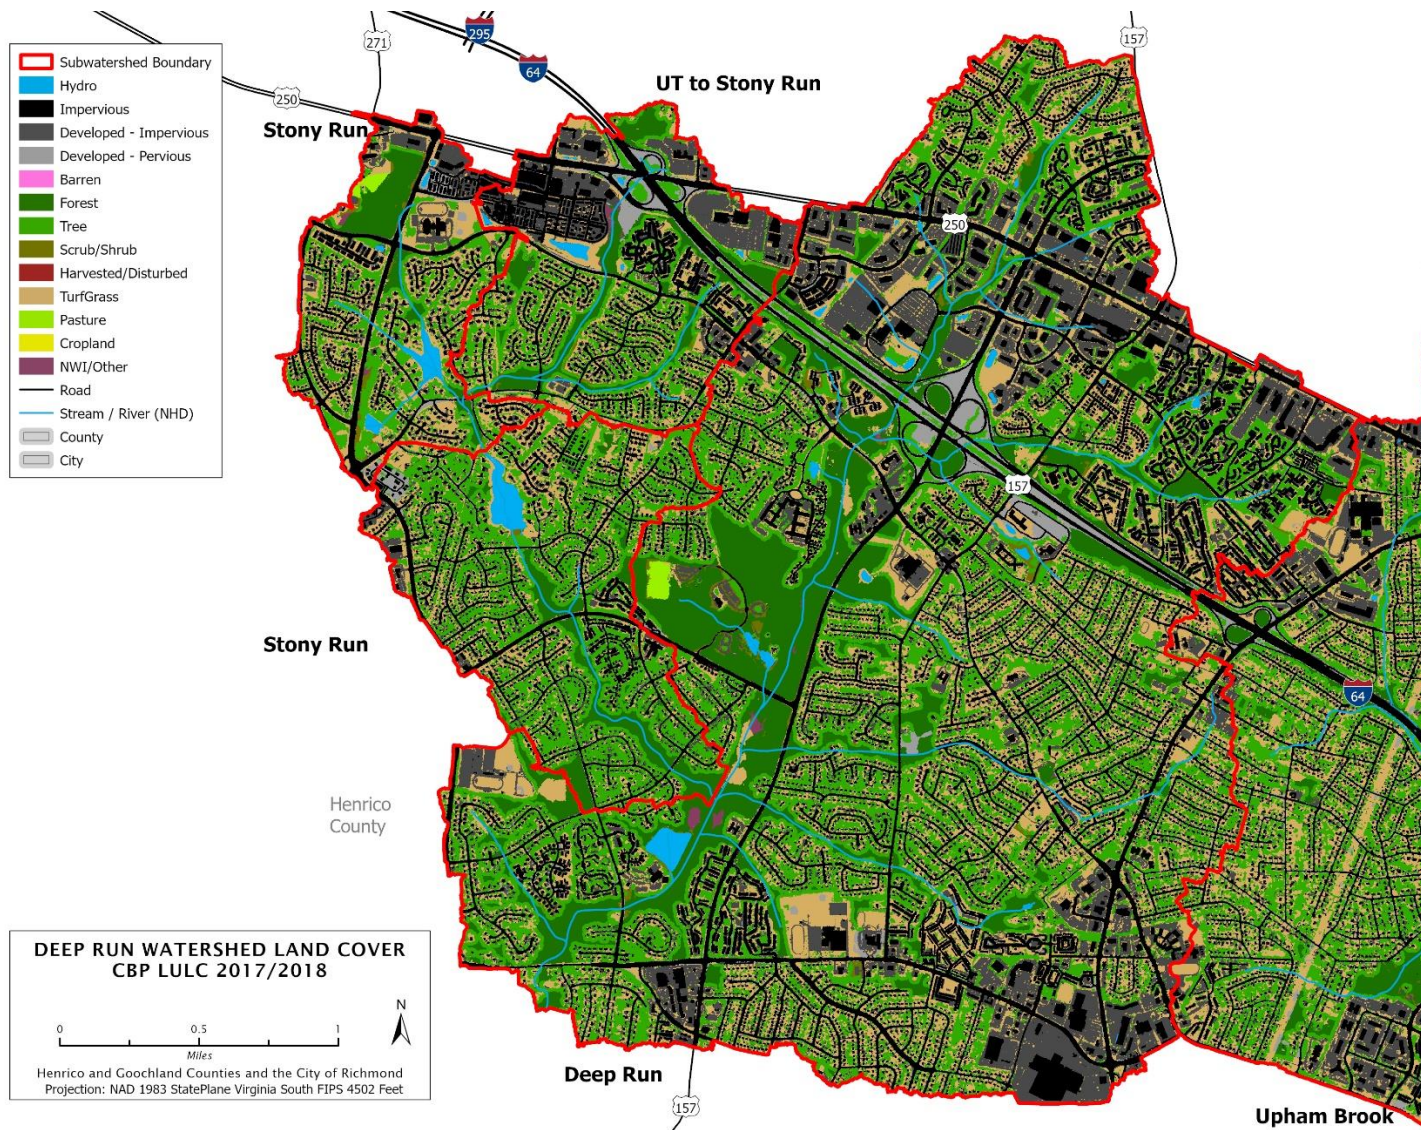 Subwatershed Boundary
Hydro
Impervious
Developed - Impervious
Developed - Pervious
Barren
Forest
Tree
Scrub/Shrub
Harvested/Disturbed
TurfGrass
Pasture
Cropland
NWI/Other
Road
Stream / River (NHD)
County
City
295
271
157
64
UT to Stony Run
250
Stony Run
250
157
Stony Run
64
Henrico
County
DEEP RUN WATERSHED LAND COVER
CBP LULC 2017/2018
N
0 0.5 1
Miles
Henrico and Goochland Counties and the City of Richmond
Projection: NAD 1983 StatePlane Virginia South FIPS 4502 Feet
Deep Run
157
Upham Brook